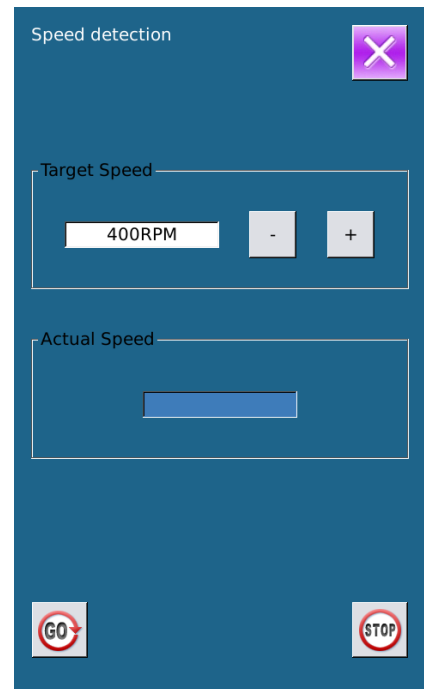 Speed detection
Target Speed
400RPM
-
+
Actual Speed
GO
STOP